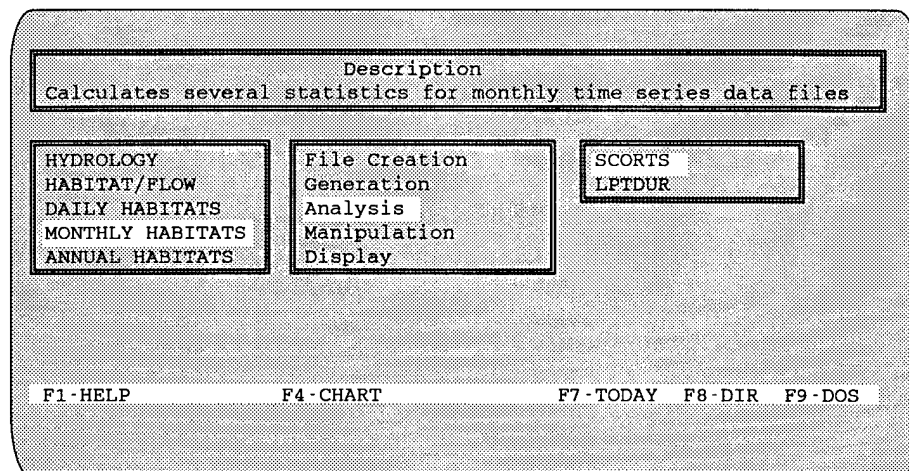 Description
Calculates several statistics for monthly time series data files
HYDROLOGY
HABITAT/FLOW
DAILY HABITATS
MONTHLY HABITATS
ANNUAL HABITATS
File Creation
Generation
Analysis
Manipulation
Display
SCORTS
LPTDUR
F1-HELP F4-CHART F7-TODAY F8-DIR F9-DOS